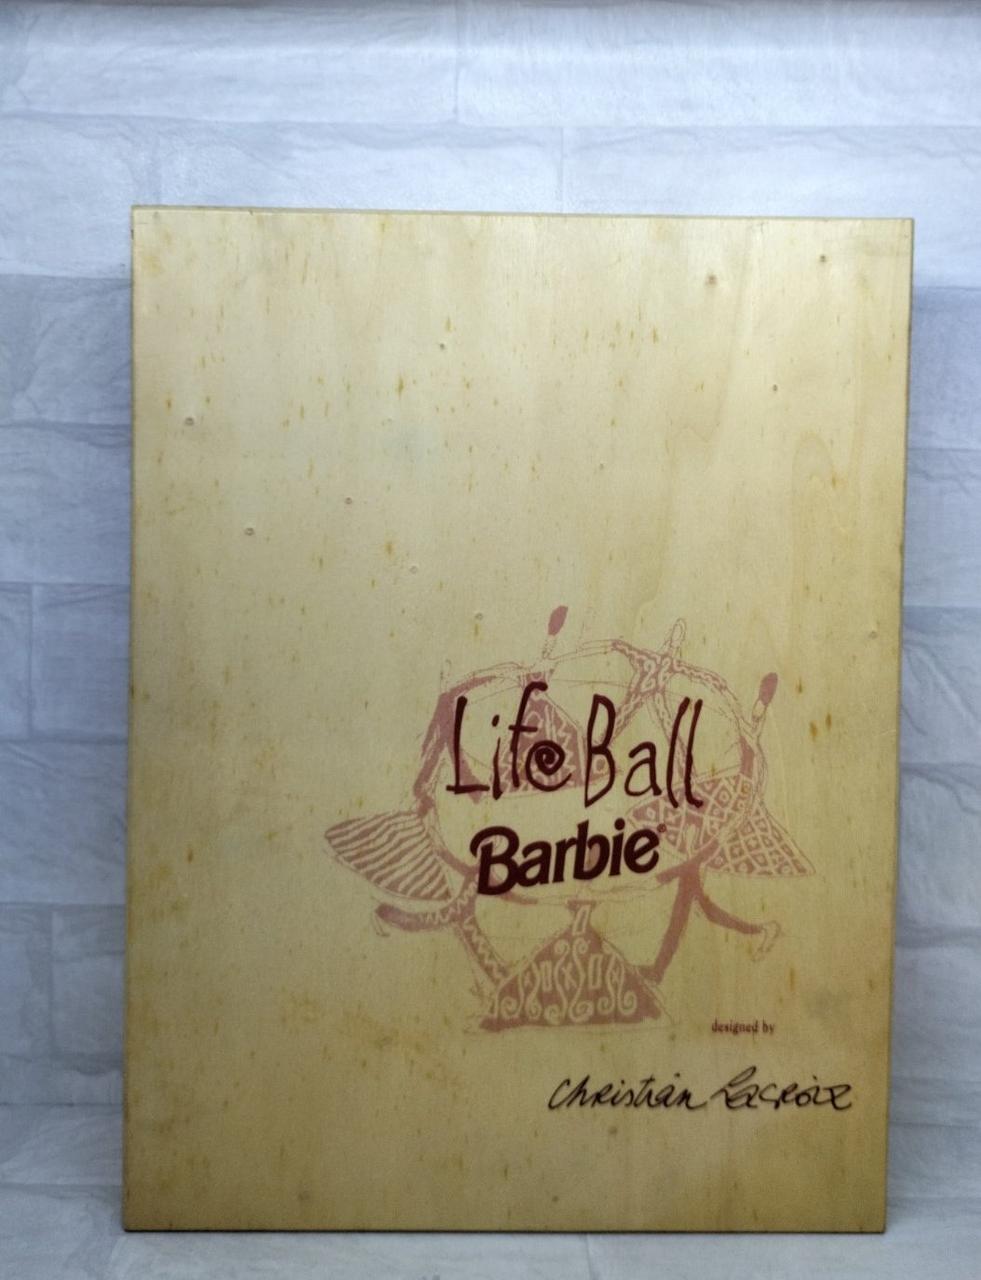 Life Ball
Barbie®
designed by
Christian Lacroix